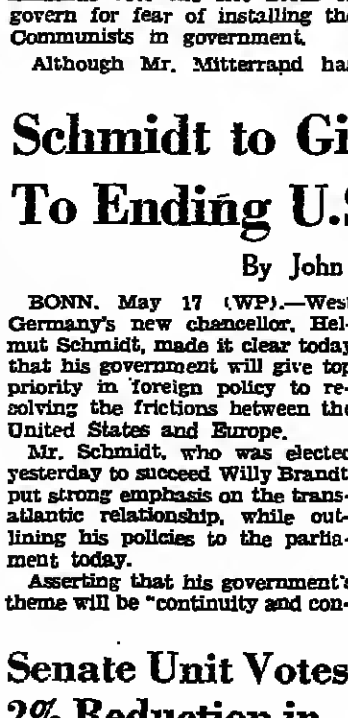 govern for fear of installing the
Communists in government.
Although Mr. Mitterrand has
Schmidt to Gi
To Ending U.S
By John
BONN, May 17 (WP).—West
Germany's new chancellor, Hel-
mut Schmidt, made it clear today
that his government will give top
priority in foreign policy to re-
solving the frictions between the
United States and Europe.
Mr. Schmidt, who was elected
yesterday to succeed Willy Brandt,
put strong emphasis on the trans-
atlantic relationship, while out-
lining his policies to the parlia-
ment today.
Asserting that his government's
theme will be "continuity and con-
Senate Unit Votes
2% Reduction in